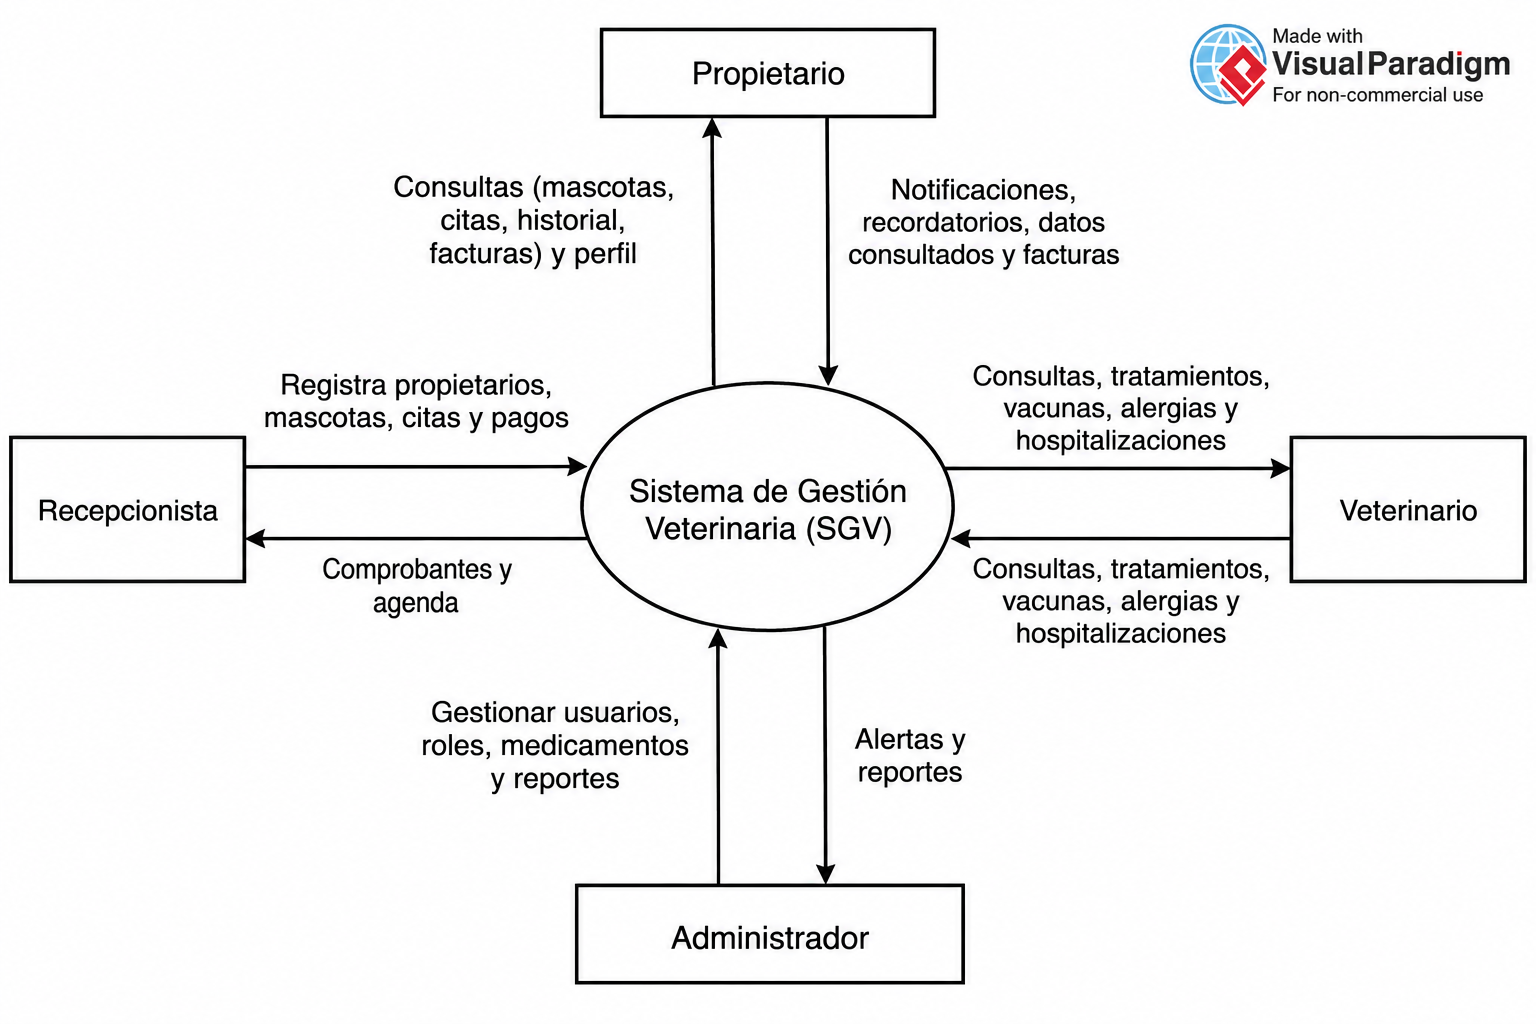 Propietario
Made with
Visual Paradigm
For non-commercial use
Consultas (mascotas,
citas, historial,
facturas) y perfil
Notificaciones,
recordatorios, datos
consultados y facturas
Registra propietarios,
mascotas, citas y pagos
Consultas, tratamientos,
vacunas, alergias y
hospitalizaciones
Recepcionista
Sistema de Gestión
Veterinaria (SGV)
Veterinario
Comprobantes y
agenda
Consultas, tratamientos,
vacunas, alergias y
hospitalizaciones
Gestionar usuarios,
roles, medicamentos
y reportes
Alertas y
reportes
Administrador